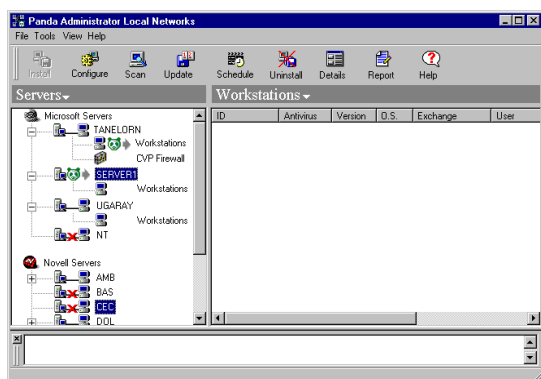 Panda Administrator Local Networks
File Tools View Help
Install Configure Scan Update Schedule Uninstall Details Report Help
Servers Workstations
ID Antivirus Version O.S. Exchange User
Microsoft Servers
TANELORN
Workstations
CVP Firewall
SERVER1
Workstations
UGARAY
Workstations
NT
Novell Servers
AMB
BAS
CEC
DOL